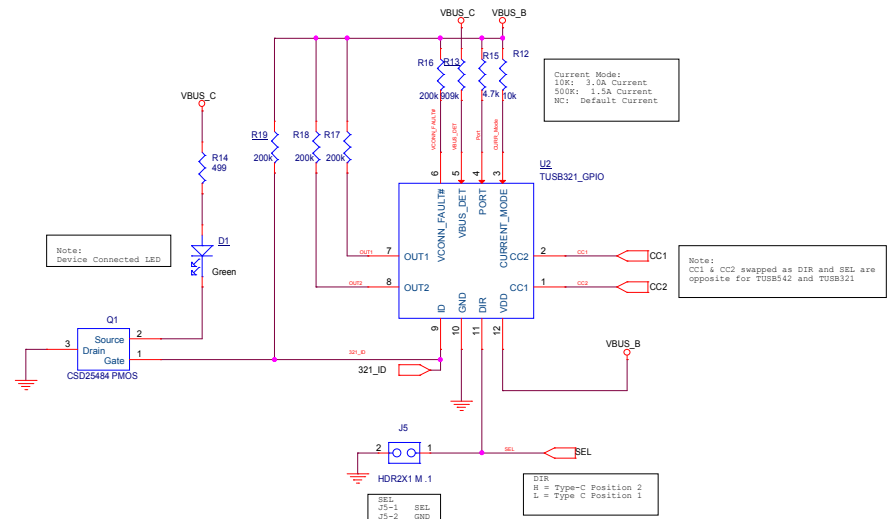 VBUS_C
VBUS_B
R16
R13
R15
R12
200k
909k
4.7k
10k
Current Mode:
10K: 3.0A Current
500K: 1.5A Current
NC: Default Current
VBUS_C
R14
499
R19
200k
R18
200k
R17
200k
VCONN_FAULT#
VBUS_DET
Port
CURR_Mode
6
5
4
3
U2
TUSB321_GPIO
VCONN_FAULT#
VBUS_DET
PORT
CURRENT_MODE
OUT1
7
OUT1
OUT2
8
OUT2
CC2
2
CC1
CC1
CC1
1
CC2
CC2
ID
GND
DIR
VDD
9
10
11
12
Note:
Device Connected LED
D1
Green
Note:
CC1 & CC2 swapped as DIR and SEL are
opposite for TUSB542 and TUSB321
Q1
Source
2
3
Drain
Gate
1
CSD25484 PMOS
321_ID
321_ID
VBUS_B
J5
2
1
HDR2X1 M .1
SEL
SEL
SEL
J5-1 SEL
J5-2 GND
DIR
H = Type-C Position 2
L = Type C Position 1